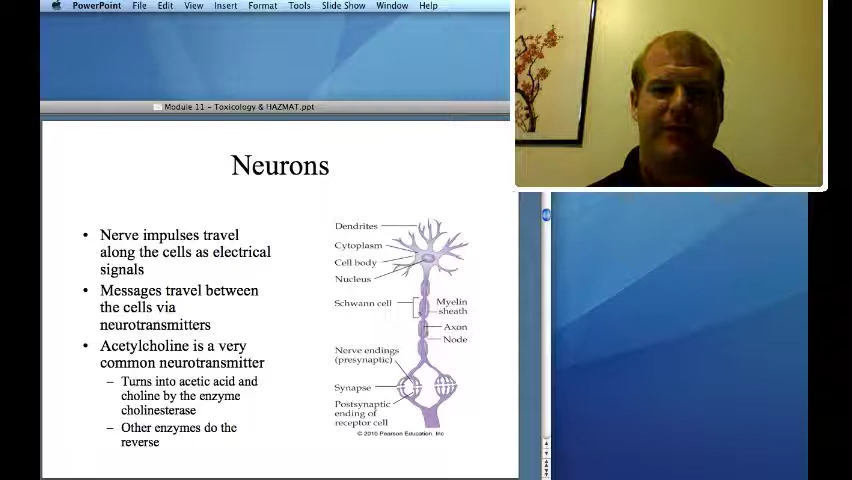 PowerPoint File Edit View Insert Format Tools Slide Show Window Help
Module 11 - Toxicology & HAZMAT.ppt
Neurons
• Nerve impulses travel
along the cells as electrical
signals
• Messages travel between
the cells via
neurotransmitters
• Acetylcholine is a very
common neurotransmitter
– Turns into acetic acid and
choline by the enzyme
cholinesterase
– Other enzymes do the
reverse
Dendrites
Cytoplasm
Cell body
Nucleus
Schwann cell
Myelin
sheath
Axon
Node
Nerve endings
(presynaptic)
Synapse
Postsynaptic
ending of
receptor cell
© 2010 Pearson Education, Inc